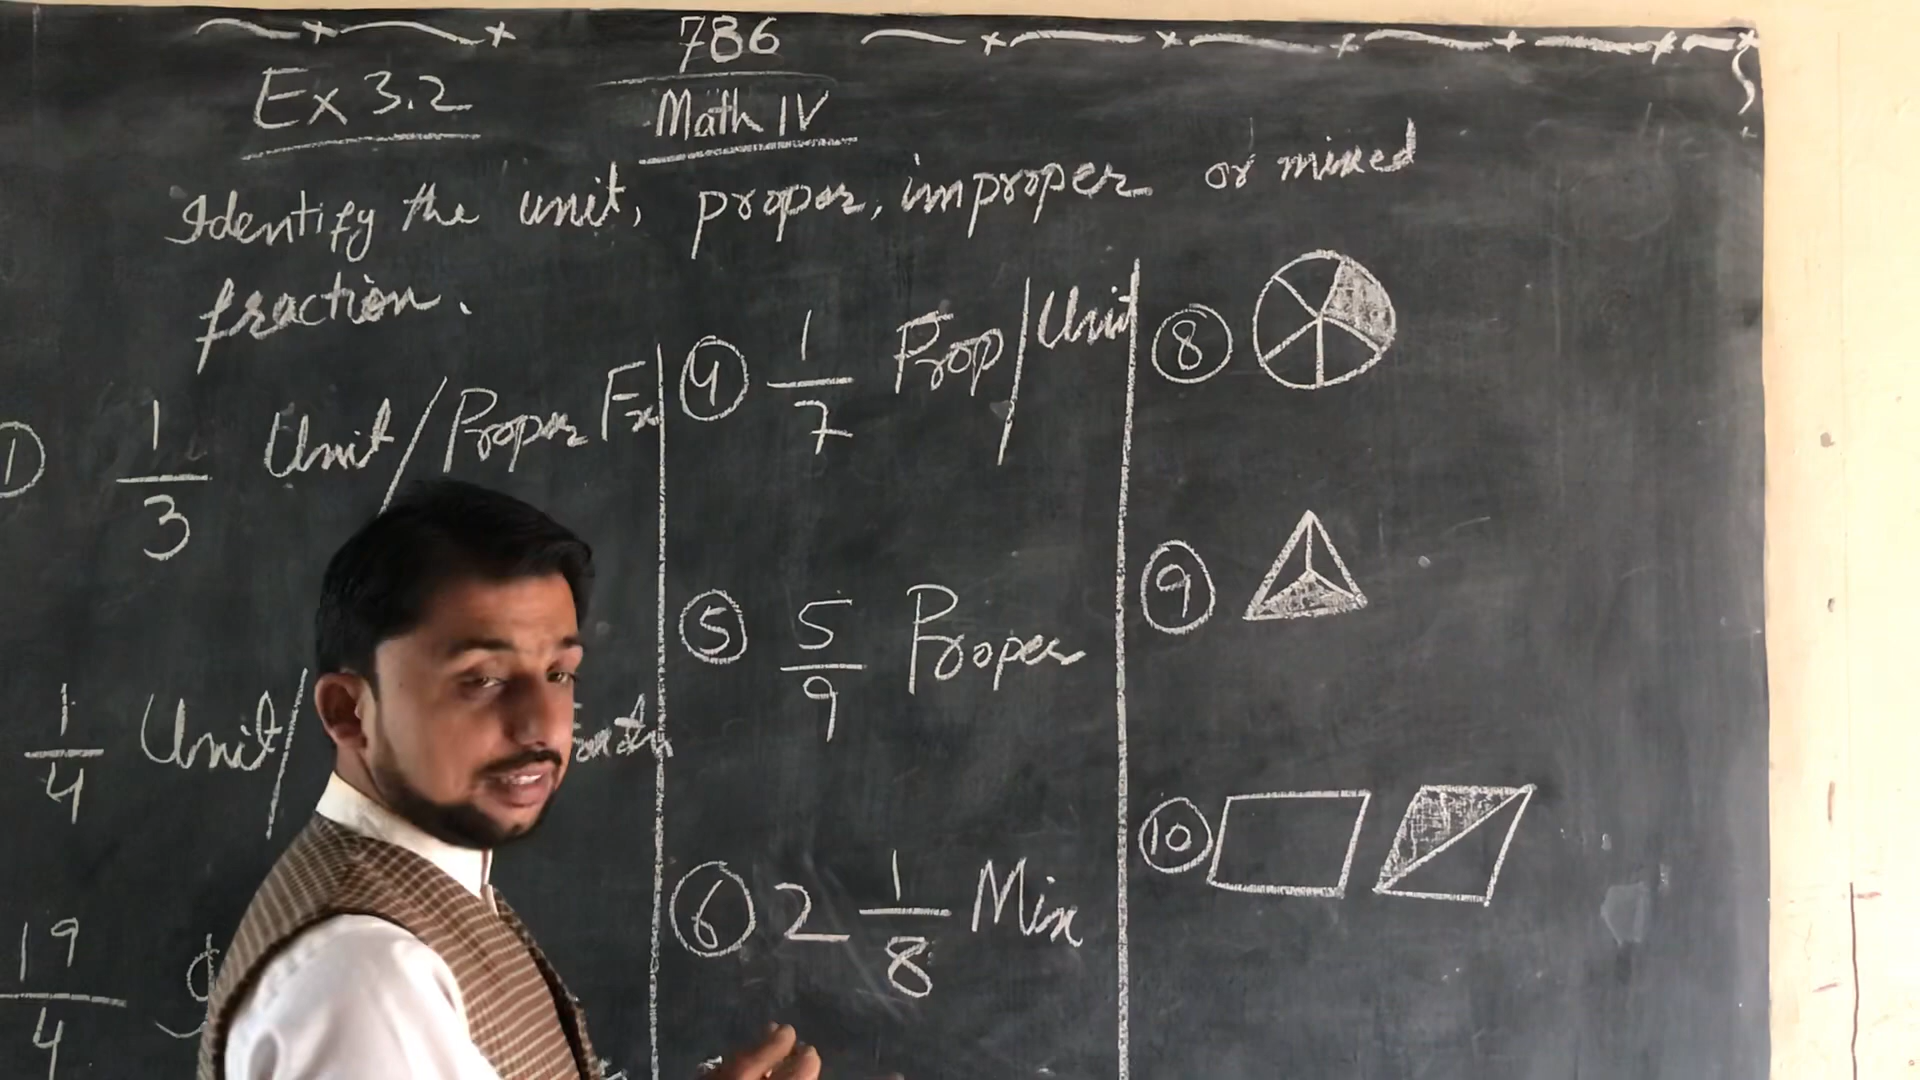 786
Ex 3.2
Math IV
Identify the unit, proper, improper or mixed
fraction.
1 1/3 Unit/Proper Fx
1/4 Unit/
19/4
4 1/7 Prop/Unit
5 5/9 Proper
6 2 1/8 Mix
8
9
10